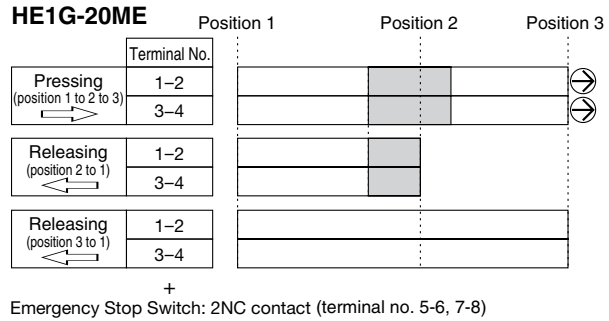 HE1G-20ME
Position 1 Position 2 Position 3
Terminal No.
Pressing
(position 1 to 2 to 3)
1–2
3–4
Releasing
(position 2 to 1)
1–2
3–4
Releasing
(position 3 to 1)
1–2
3–4
+
Emergency Stop Switch: 2NC contact (terminal no. 5-6, 7-8)